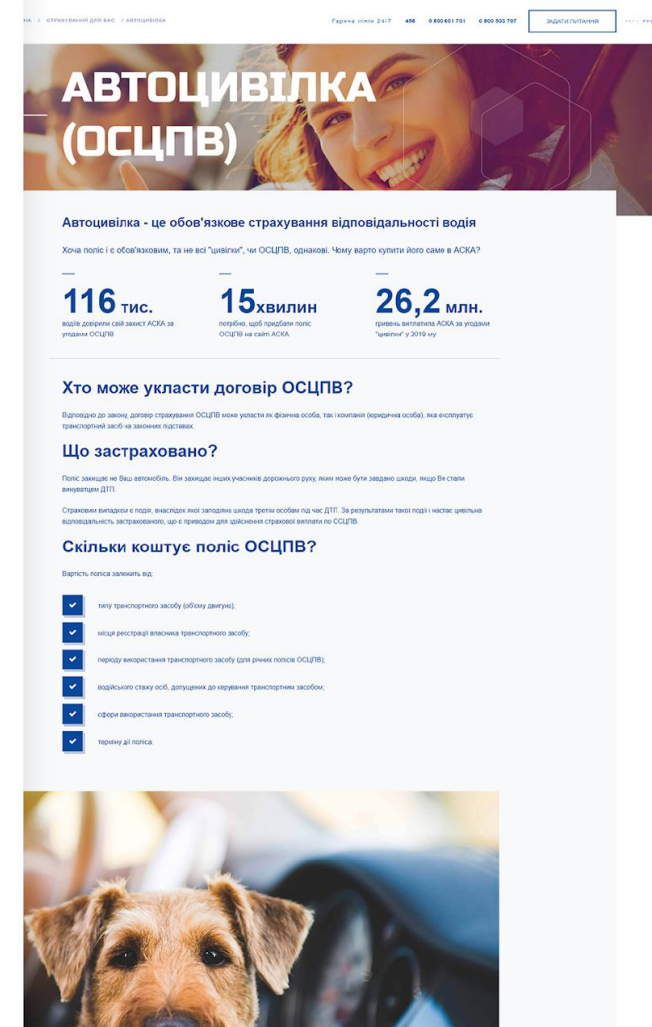 НА / СТРАХУВАННЯ ДЛЯ ВАС / АВТОЦИВІЛКА
Гаряча лінія 24/7 456 0 800 601 701 0 800 503 707 ЗАДАТИ ПИТАННЯ
АВТОЦИВІЛКА
(ОСЦПВ)
Автоцивілка - це обов'язкове страхування відповідальності водія
Хоча поліс і є обов'язковим, та не всі "цивілки", чи ОСЦПВ, однакові. Чому варто купити його саме в АСКА?
116 тис.
водіїв довірили свій захист АСКА за
угодами ОСЦПВ
15хвилин
потрібно, щоб придбати поліс
ОСЦПВ на сайті АСКА
26,2 млн.
гривень виплатила АСКА за угодами
"цивілки" у 2019-му
Хто може укласти договір ОСЦПВ?
Відповідно до закону, договір страхування ОСЦПВ може укласти як фізична особа, так і компанія (юридична особа), яка експлуатує
транспортний засіб на законних підставах.
Що застраховано?
Поліс захищає не Ваш автомобіль. Він захищає інших учасників дорожнього руху, яким може бути завдано шкоди, якщо Ви стали
винуватцем ДТП.
Страховим випадком є подія, внаслідок якої заподіяна шкода третім особам під час ДТП. За результатами такої події і настає цивільна
відповідальність застрахованого, що є приводом для здійснення страхової виплати по ОСЦПВ.
Скільки коштує поліс ОСЦПВ?
Вартість поліса залежить від:
типу транспортного засобу (об'єму двигуна);
місця реєстрації власника транспортного засобу;
періоду використання транспортного засобу (для річних полісів ОСЦПВ);
водійського стажу осіб, допущених до керування транспортним засобом;
сфери використання транспортного засобу;
терміну дії поліса.